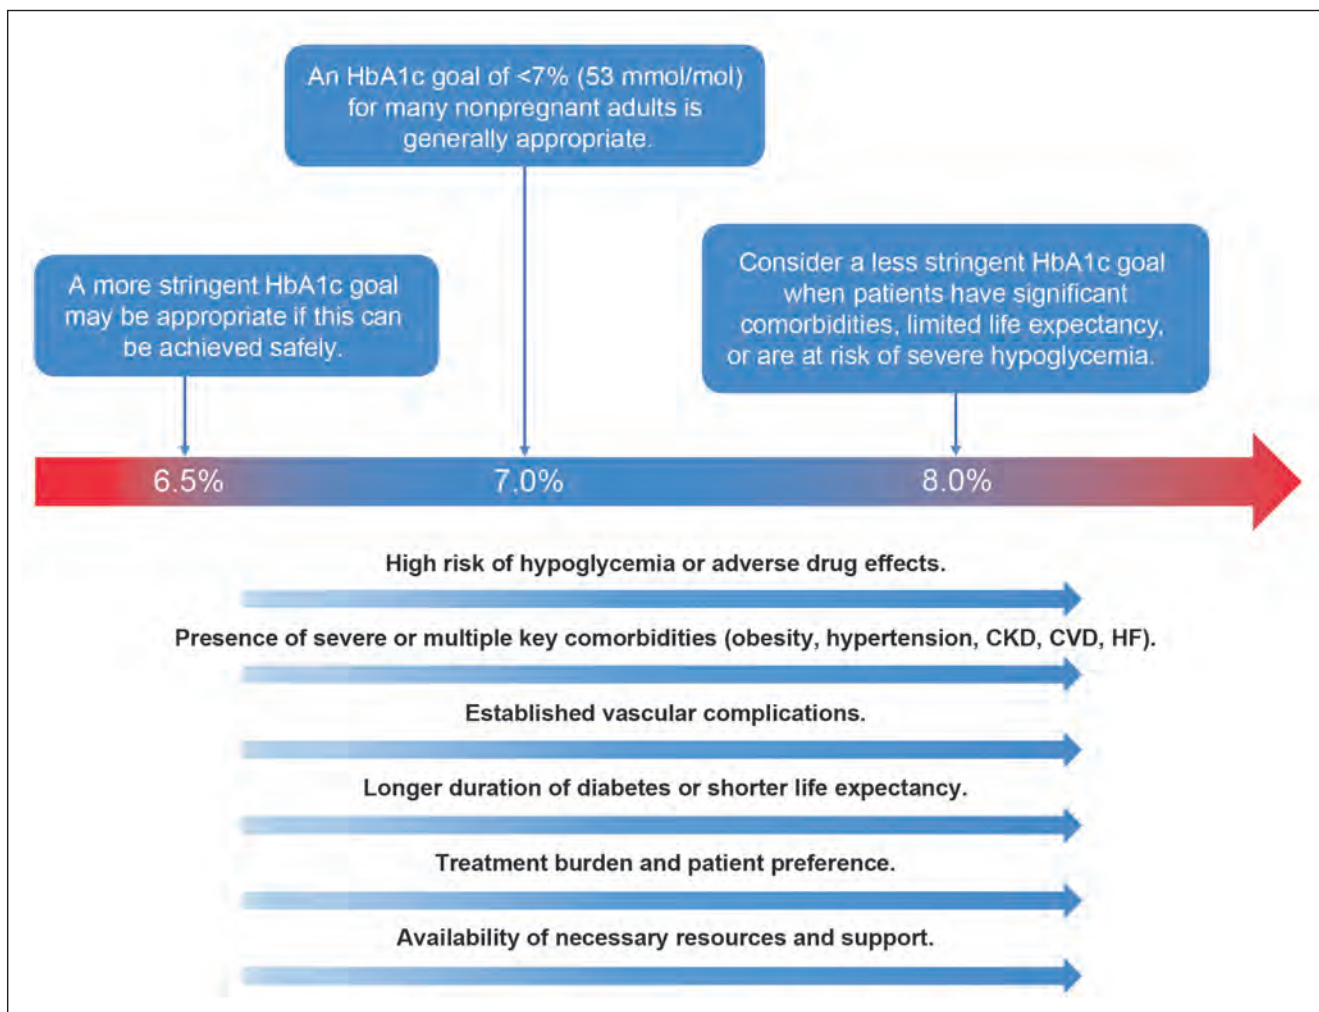 An HbA1c goal of <7% (53 mmol/mol)
for many nonpregnant adults is
generally appropriate.
A more stringent HbA1c goal
may be appropriate if this can
be achieved safely.
Consider a less stringent HbA1c goal
when patients have significant
comorbidities, limited life expectancy,
or are at risk of severe hypoglycemia.
6.5%
7.0%
8.0%
High risk of hypoglycemia or adverse drug effects.
Presence of severe or multiple key comorbidities (obesity, hypertension, CKD, CVD, HF).
Established vascular complications.
Longer duration of diabetes or shorter life expectancy.
Treatment burden and patient preference.
Availability of necessary resources and support.